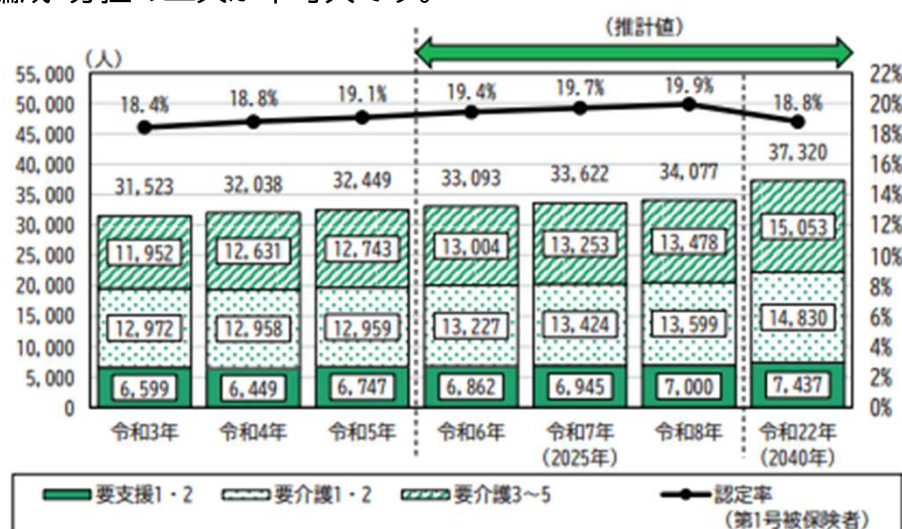 (推計値)
(人)
55,000
50,000
45,000
40,000
35,000
30,000
25,000
20,000
15,000
10,000
5,000
0
22%
20%
18%
16%
14%
12%
10%
8%
6%
4%
2%
0%
18.4% 18.8% 19.1% 19.4% 19.7% 19.9% 18.8%
31,523 32,038 32,449 33,093 33,622 34,077 37,320
11,952 12,631 12,743 13,004 13,253 13,478 15,053
12,972 12,958 12,959 13,227 13,424 13,599 14,830
6,599 6,449 6,747 6,862 6,945 7,000 7,437
令和3年 令和4年 令和5年 令和6年 令和7年 令和8年 令和22年
(2025年) (2040年)
要支援1・2 要介護1・2 要介護3~5 認定率
(第1号被保険者)